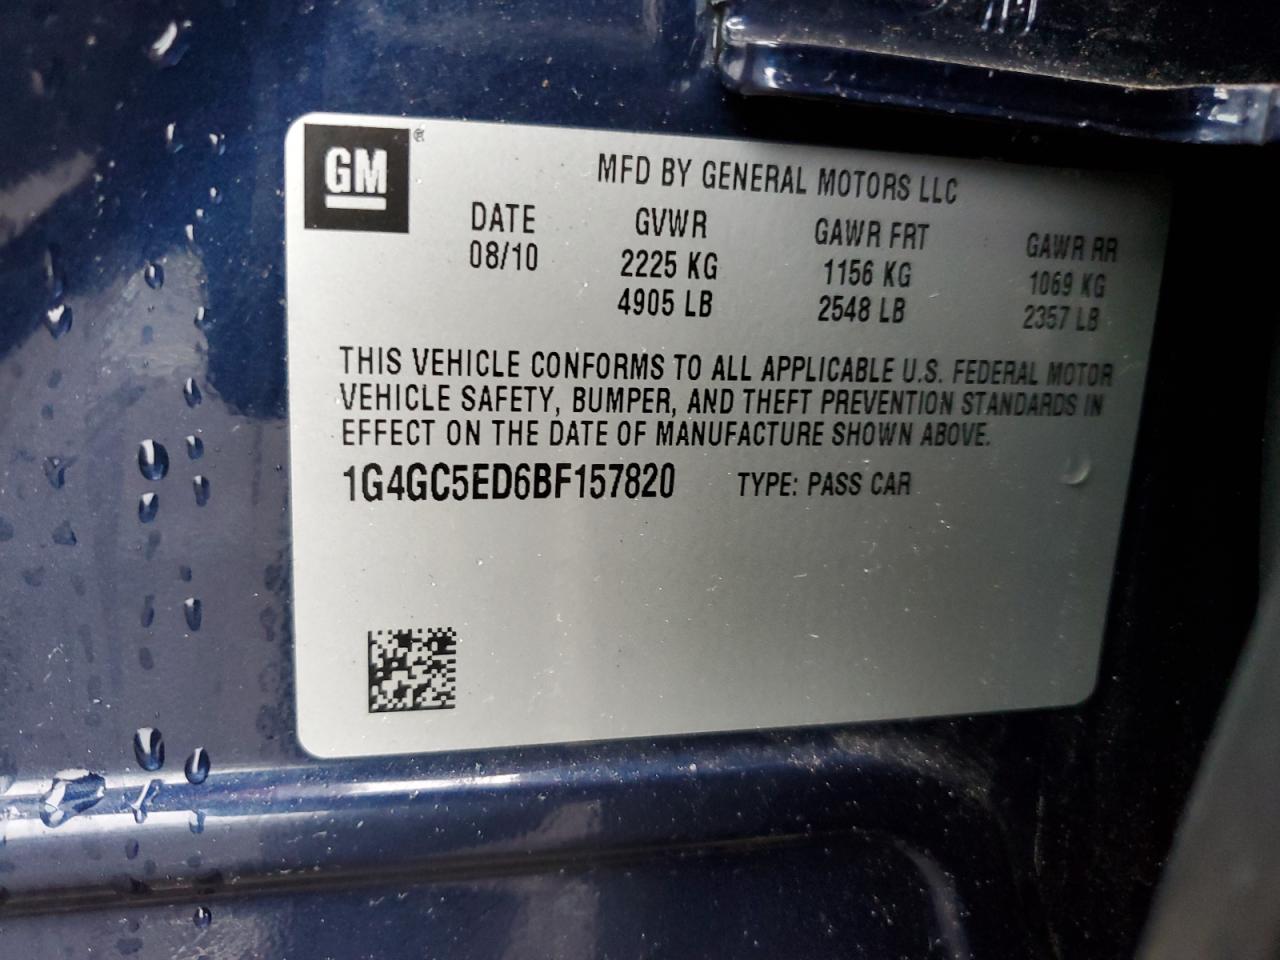 GM®
MFD BY GENERAL MOTORS LLC
DATE GVWR GAWR FRT GAWR RR
08/10 2225 KG 1156 KG 1069 KG
4905 LB 2548 LB 2357 LB
THIS VEHICLE CONFORMS TO ALL APPLICABLE U.S. FEDERAL MOTOR
VEHICLE SAFETY, BUMPER, AND THEFT PREVENTION STANDARDS IN
EFFECT ON THE DATE OF MANUFACTURE SHOWN ABOVE.
1G4GC5ED6BF157820 TYPE: PASS CAR